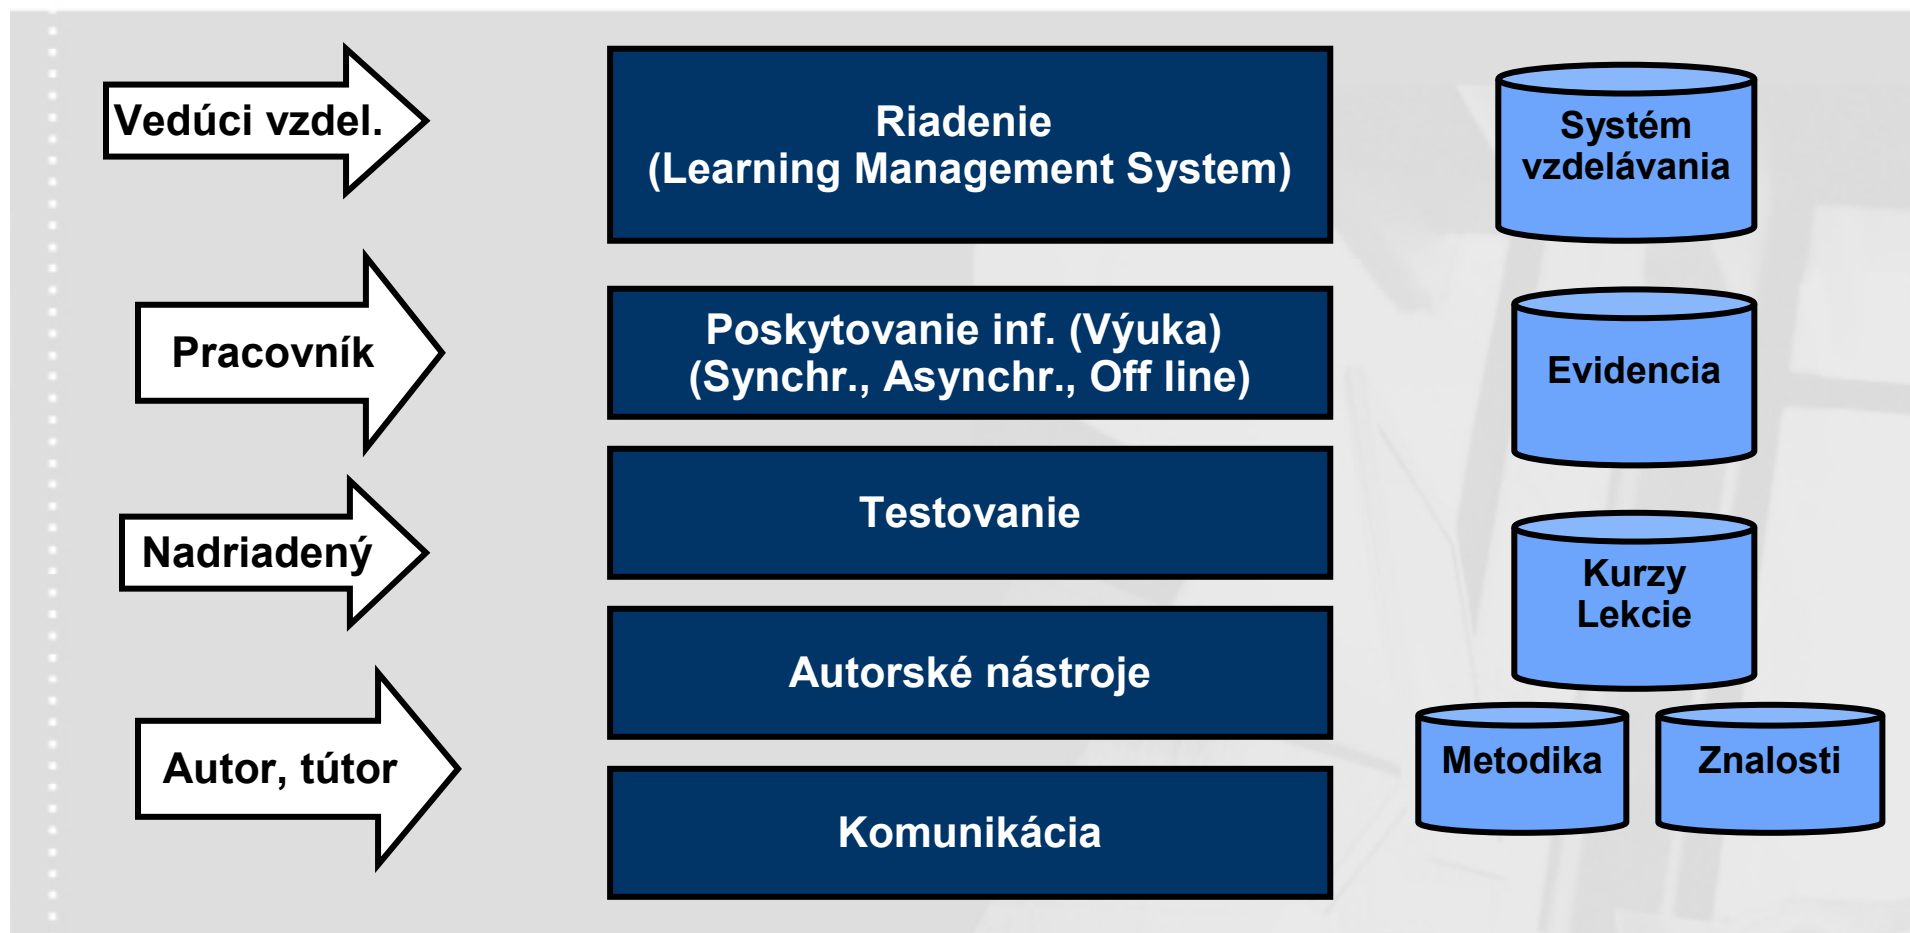 Vedúci vzdel.
Pracovník
Nadriadený
Autor, tútor
Riadenie
(Learning Management System)
Poskytovanie inf. (Výuka)
(Synchr., Asynchr., Off line)
Testovanie
Autorské nástroje
Komunikácia
Systém
vzdelávania
Evidencia
Kurzy
Lekcie
Metodika
Znalosti